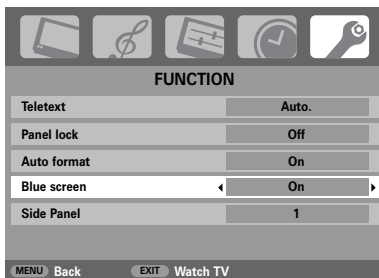 FUNCTION
Teletext Auto.
Panel lock Off
Auto format On
Blue screen On
Side Panel 1
MENU Back EXIT Watch TV